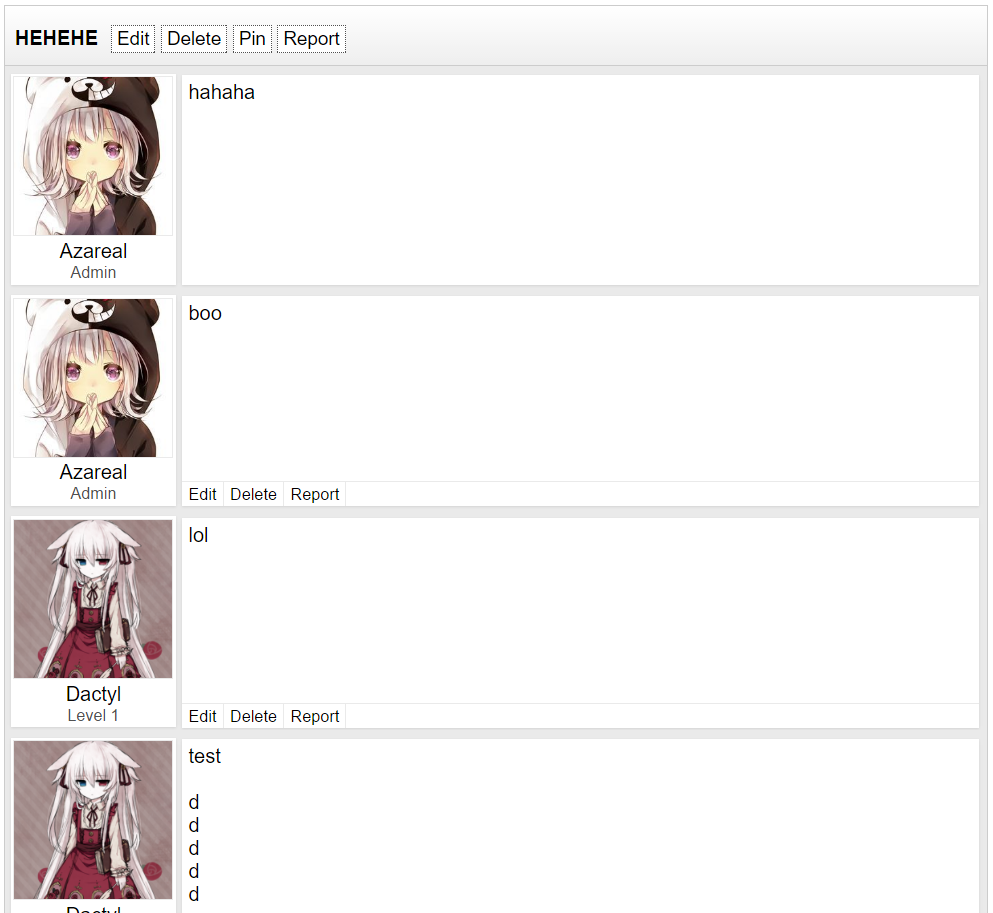 HEHEHE Edit Delete Pin Report
hahaha
Azareal
Admin
boo
Azareal
Admin
Edit Delete Report
lol
Dactyl
Level 1
Edit Delete Report
test
d
d
d
d
d
Dactyl